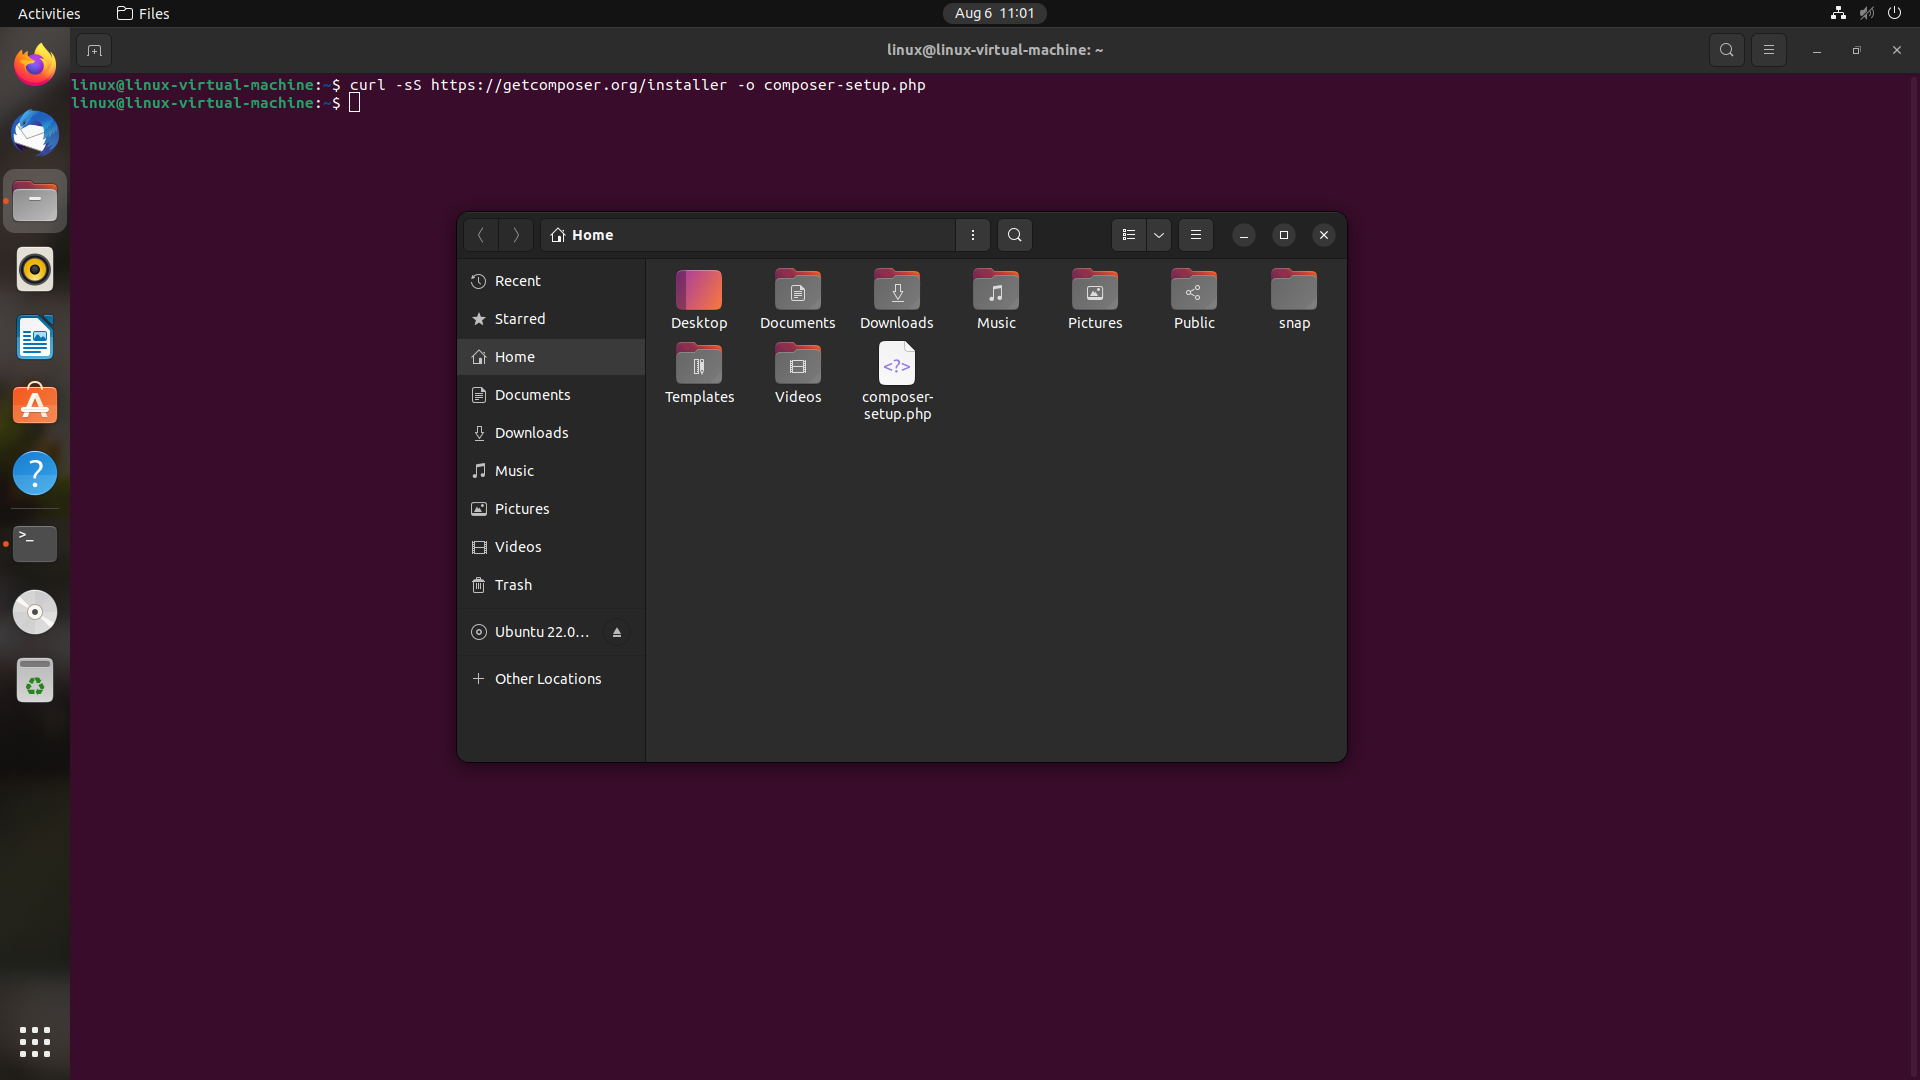 Activities
Files
Aug 6 11:01
linux@linux-virtual-machine: ~
linux@linux-virtual-machine:~$ curl -sS https://getcomposer.org/installer -o composer-setup.php
linux@linux-virtual-machine:~$
Home
Recent
Starred
Home
Documents
Downloads
Music
Pictures
Videos
Trash
Ubuntu 22.0...
Other Locations
Desktop
Documents
Downloads
Music
Pictures
Public
snap
Templates
Videos
<?>
composer-
setup.php
>_
?